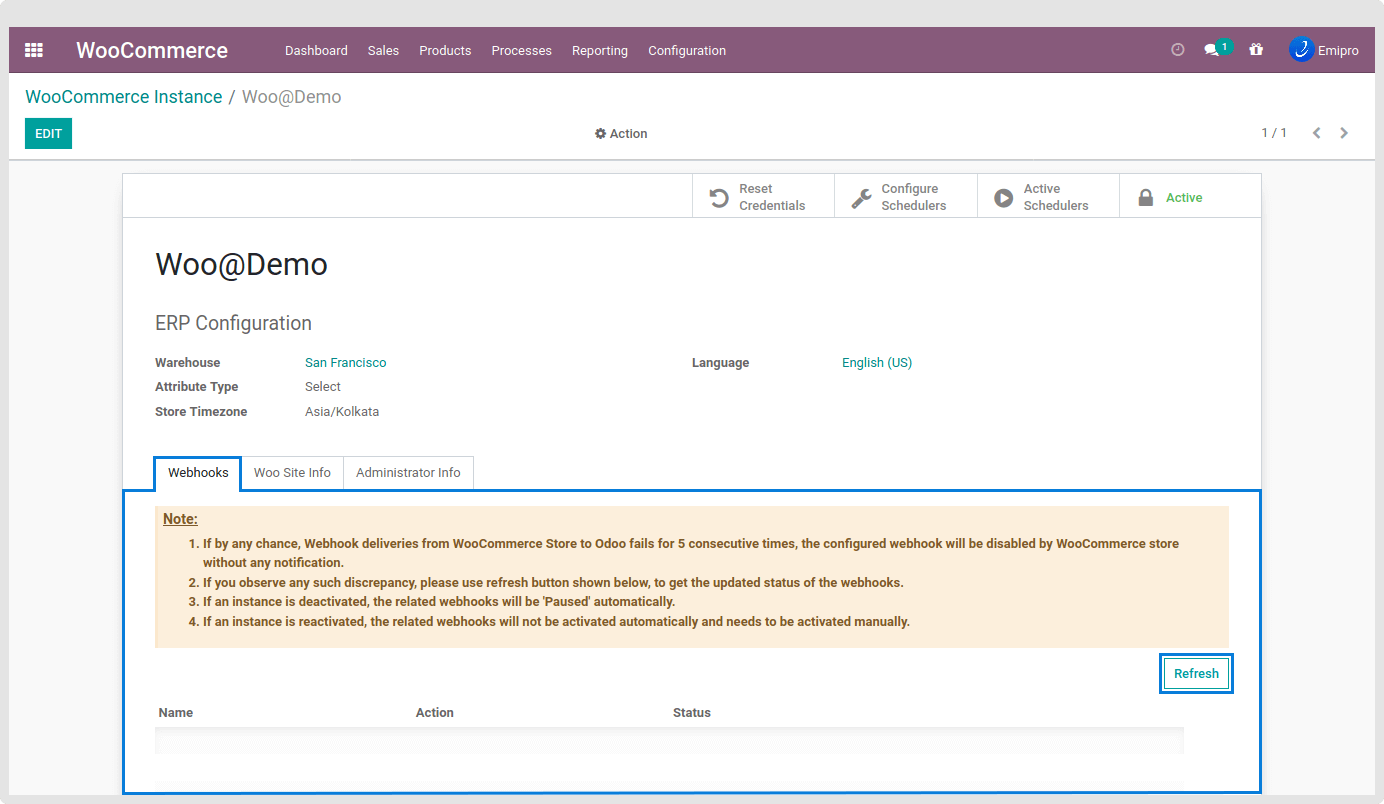 WooCommerce Dashboard Sales Products Processes Reporting Configuration 1 Emipro
WooCommerce Instance / Woo@Demo
EDIT Action 1 / 1
Reset Credentials
Configure Schedulers
Active Schedulers
Active
Woo@Demo
ERP Configuration
Warehouse San Francisco Language English (US)
Attribute Type Select
Store Timezone Asia/Kolkata
Webhooks Woo Site Info Administrator Info
Note:
1. If by any chance, Webhook deliveries from WooCommerce Store to Odoo fails for 5 consecutive times, the configured webhook will be disabled by WooCommerce store
without any notification.
2. If you observe any such discrepancy, please use refresh button shown below, to get the updated status of the webhooks.
3. If an instance is deactivated, the related webhooks will be 'Paused' automatically.
4. If an instance is reactivated, the related webhooks will not be activated automatically and needs to be activated manually.
Refresh
Name Action Status